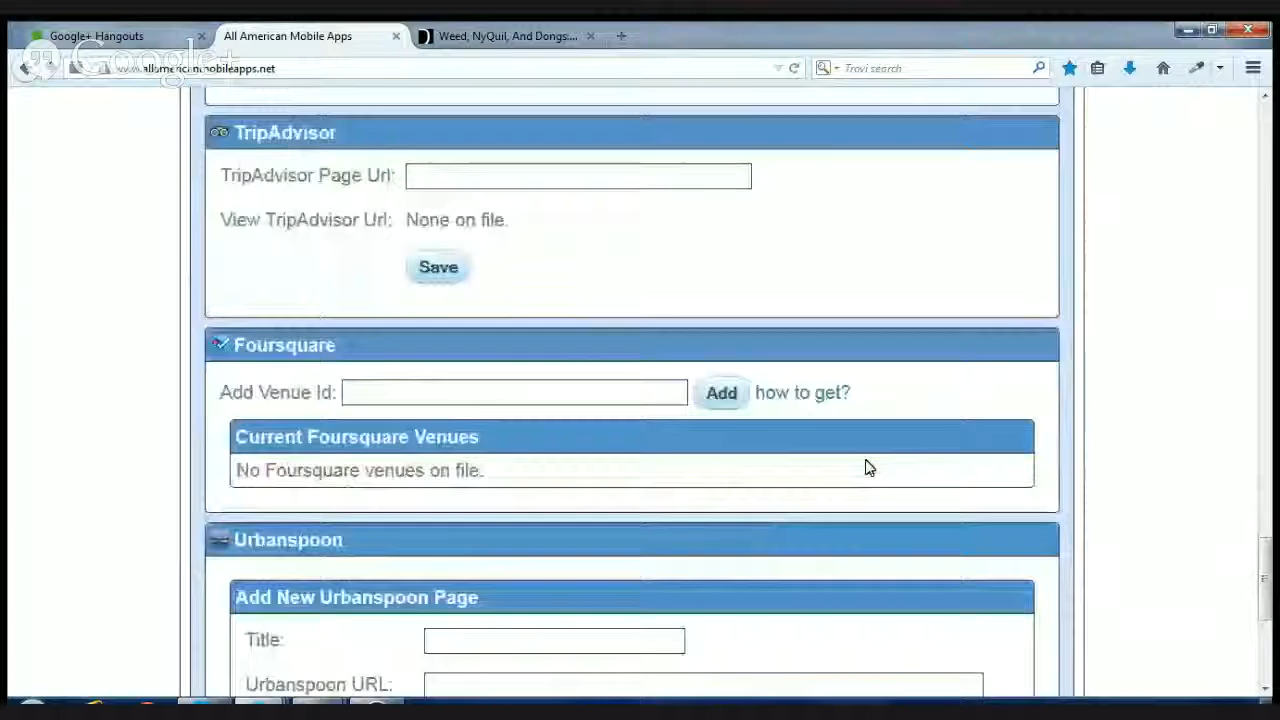 Google+ Hangouts
All American Mobile Apps
Weed, NyQuil, And Dongs...
Google+
www.allamericanmobileapps.net
Trovi search
TripAdvisor
TripAdvisor Page Url:
View TripAdvisor Url: None on file.
Save
Foursquare
Add Venue Id: Add how to get?
Current Foursquare Venues
No Foursquare venues on file.
Urbanspoon
Add New Urbanspoon Page
Title:
Urbanspoon URL: